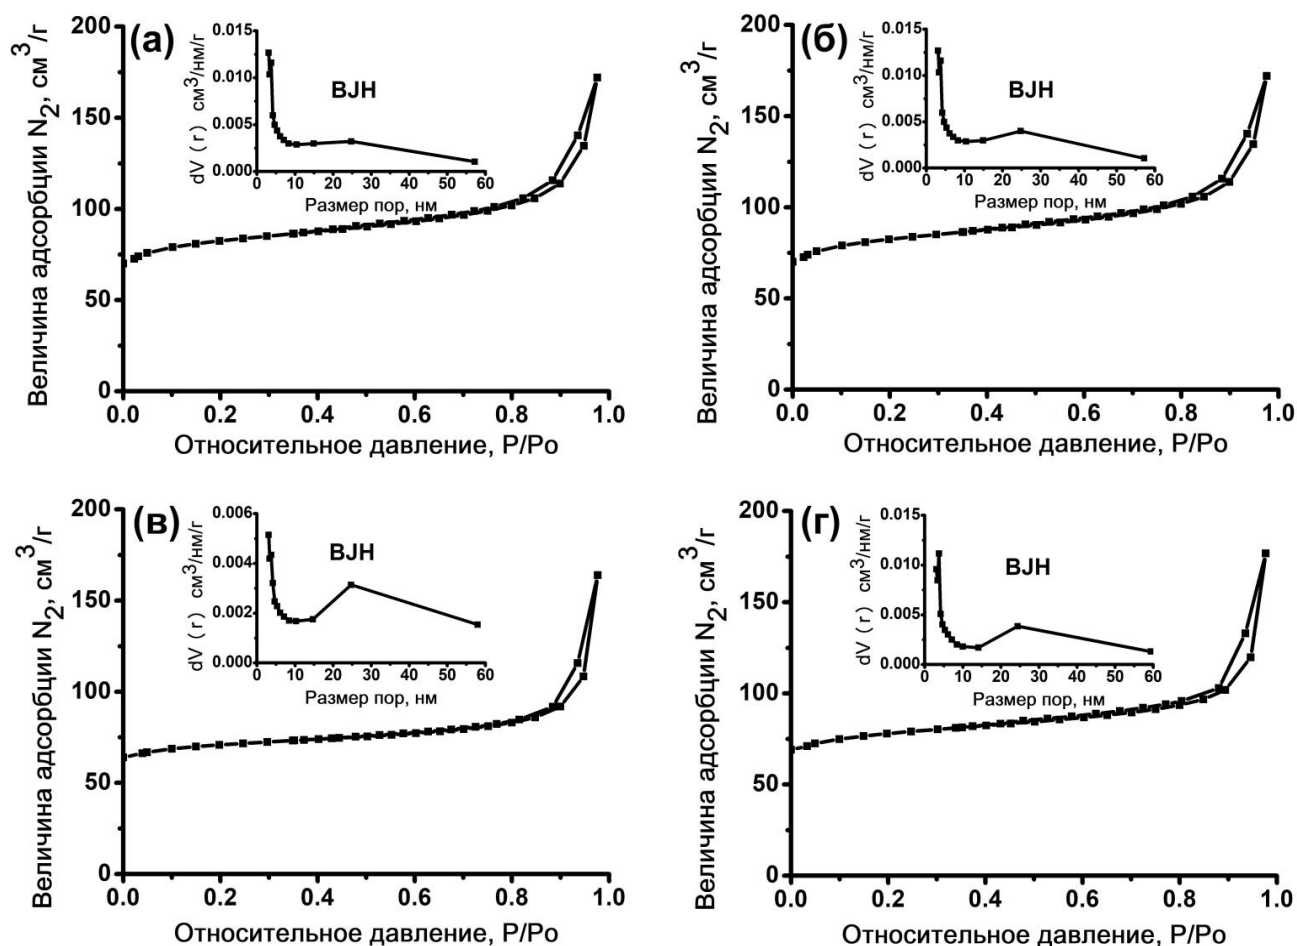 (а)
BJH
dV (r) см³/нм/г
0.015
0.010
0.005
0.000
0 10 20 30 40 50 60
Размер пор, нм
Величина адсорбции N₂, см³/г
200
150
100
50
0
0.0 0.2 0.4 0.6 0.8 1.0
Относительное давление, P/Po
(б)
BJH
dV (r) см³/нм/г
0.015
0.010
0.005
0.000
0 10 20 30 40 50 60
Размер пор, нм
Величина адсорбции N₂, см³/г
200
150
100
50
0
0.0 0.2 0.4 0.6 0.8 1.0
Относительное давление, P/Po
(в)
BJH
dV (r) см³/нм/г
0.006
0.004
0.002
0.000
0 10 20 30 40 50 60
Размер пор, нм
Величина адсорбции N₂, см³/г
200
150
100
50
0
0.0 0.2 0.4 0.6 0.8 1.0
Относительное давление, P/Po
(г)
BJH
dV (r) см³/нм/г
0.015
0.010
0.005
0.000
0 10 20 30 40 50 60
Размер пор, нм
Величина адсорбции N₂, см³/г
200
150
100
50
0
0.0 0.2 0.4 0.6 0.8 1.0
Относительное давление, P/Po